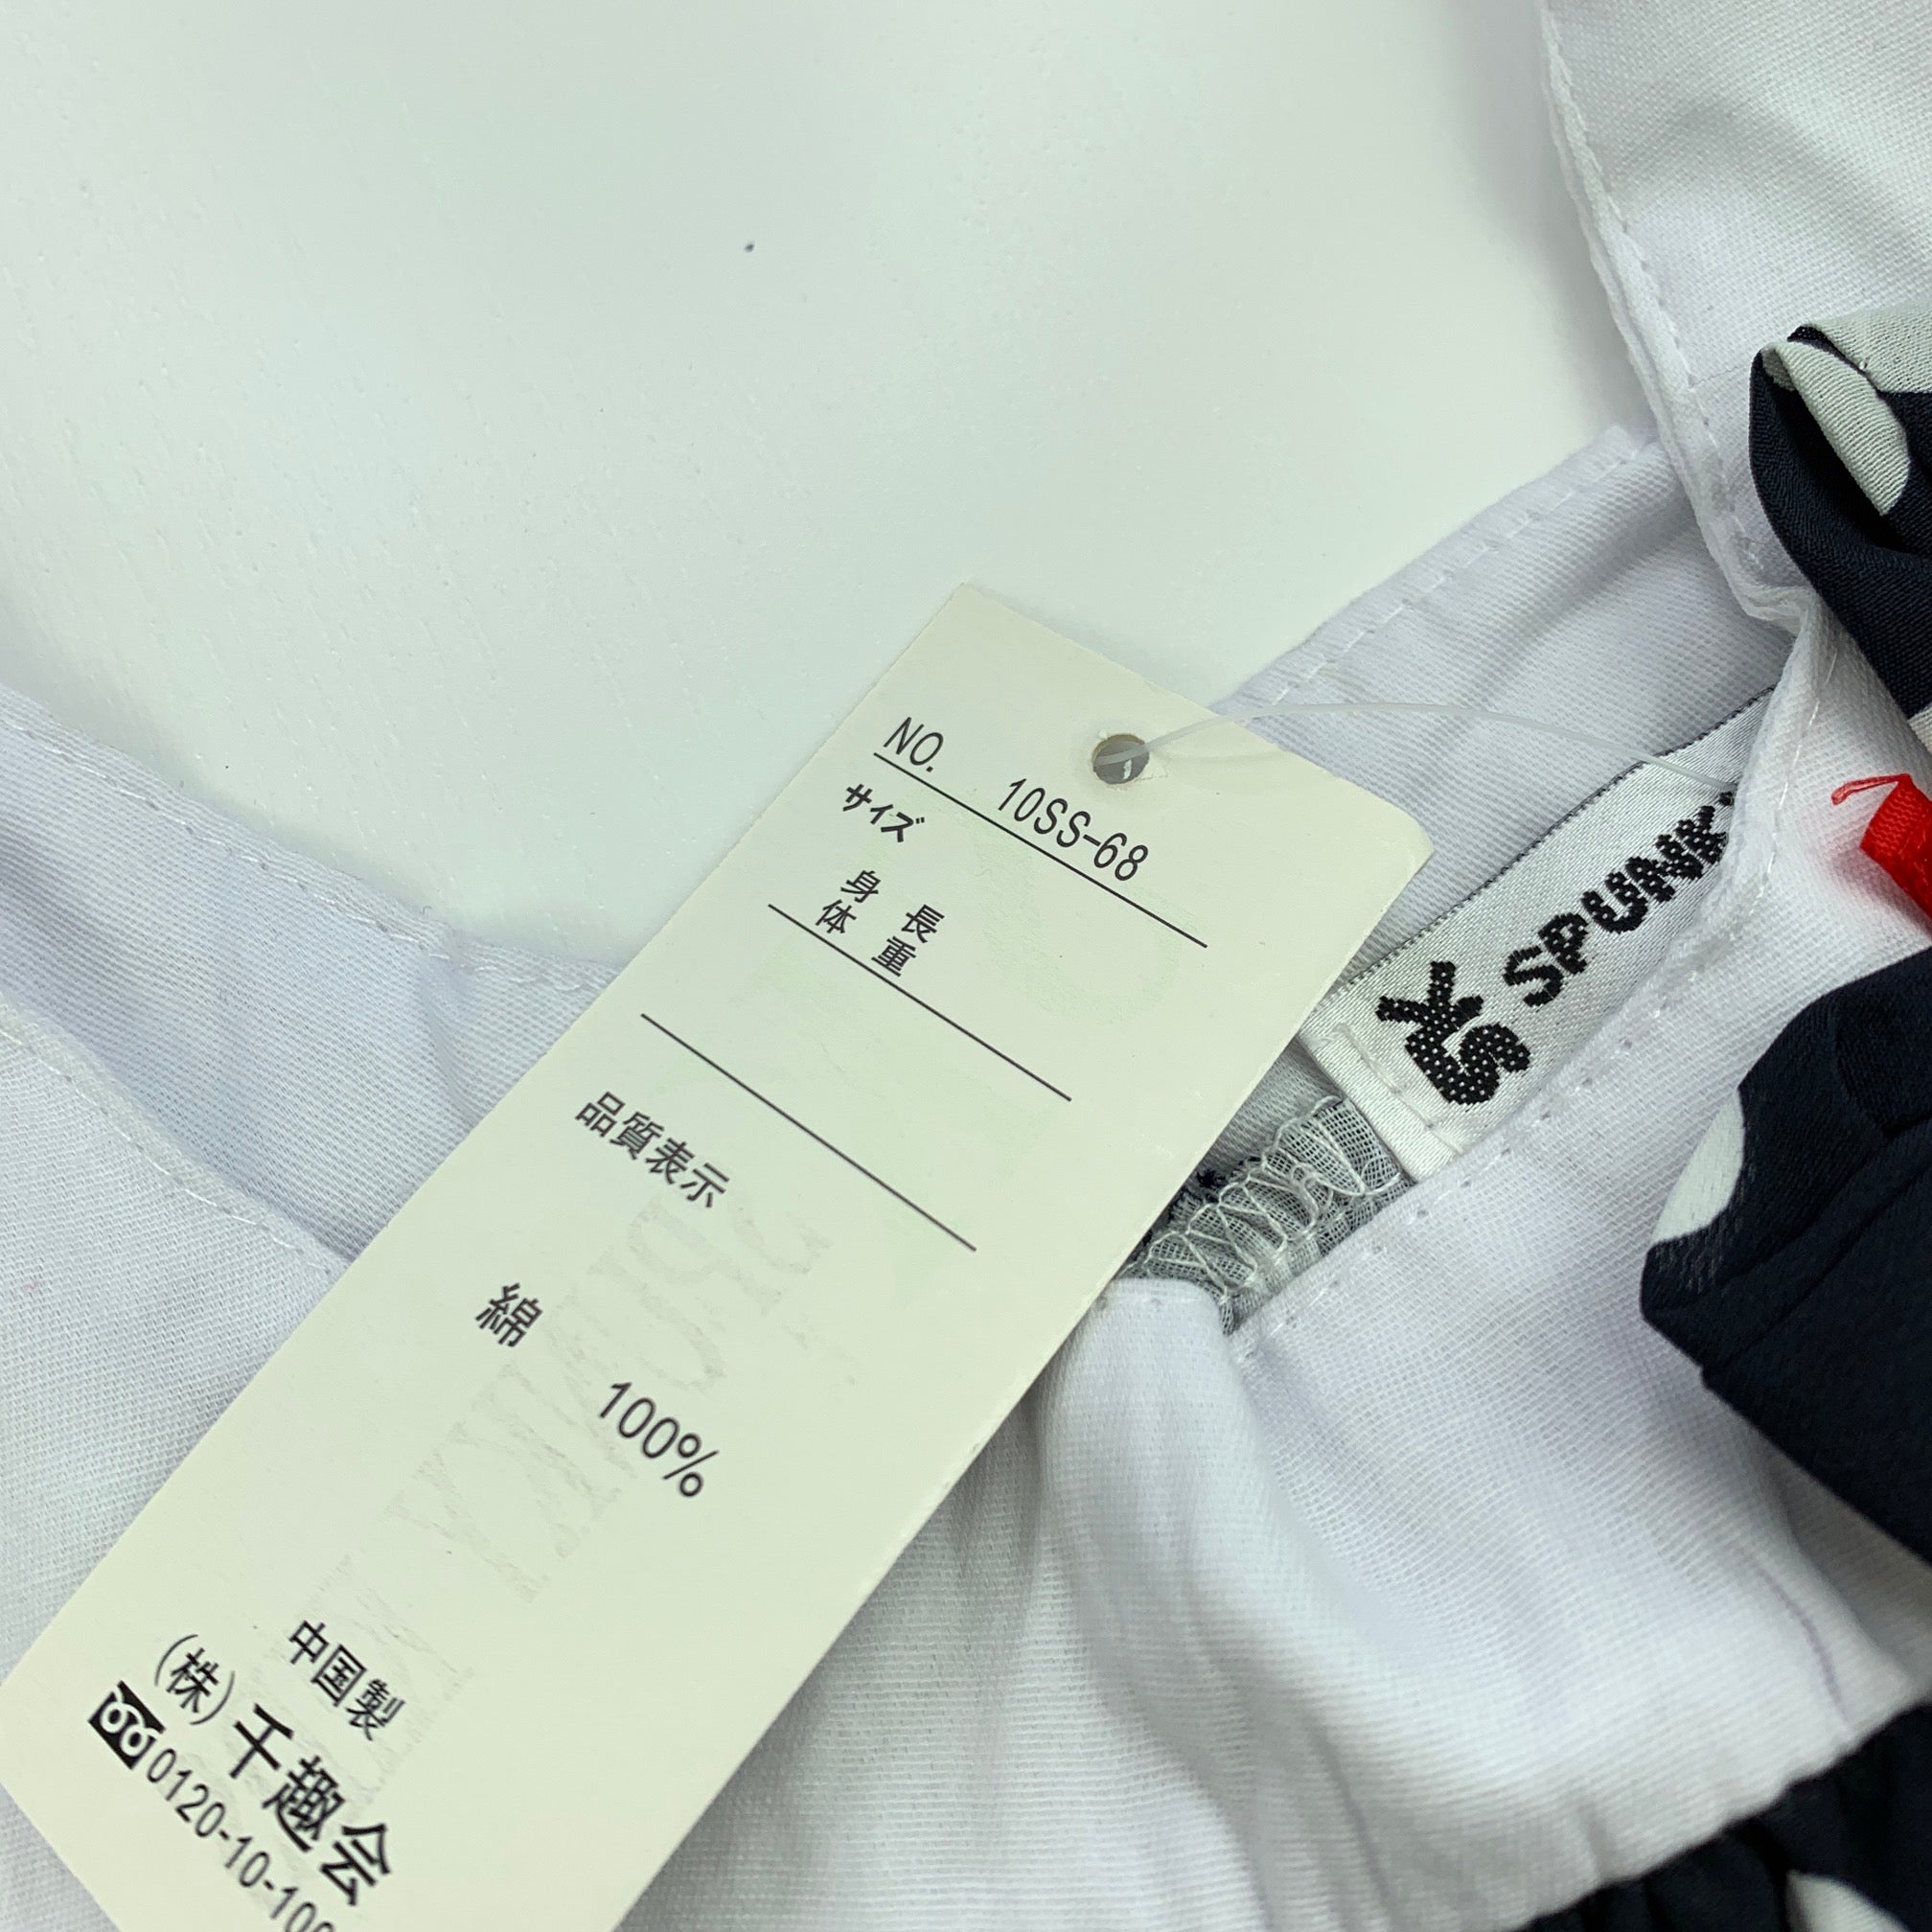 NO. 10SS-68
サイズ
身 長
体 重
品質表示
綿 100%
中国製
(株)千趣会
0120-10-100
SPUNK